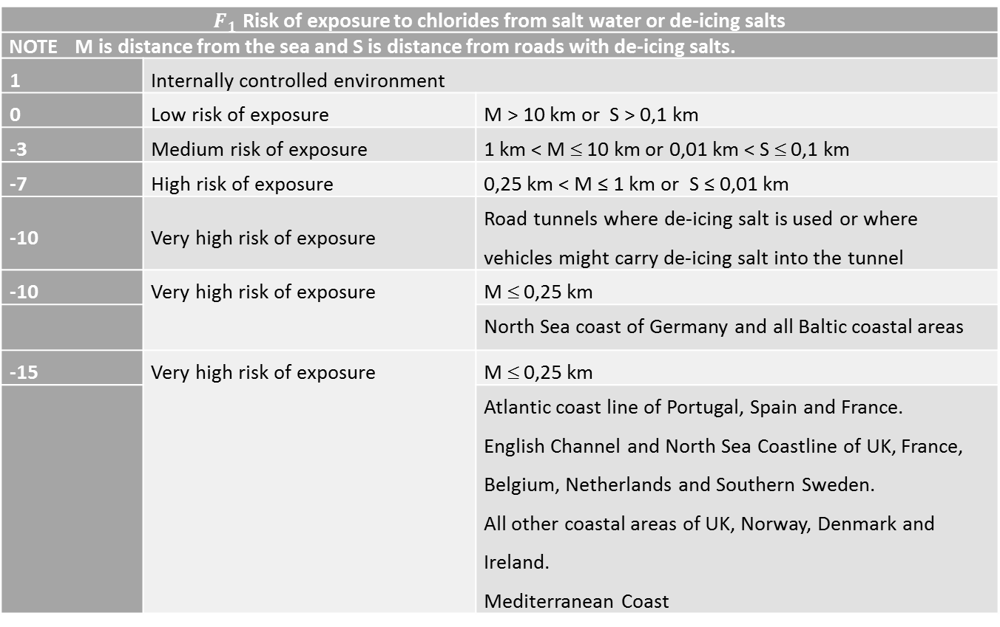 F₁ Risk of exposure to chlorides from salt water or de-icing salts
NOTE M is distance from the sea and S is distance from roads with de-icing salts.
1 Internally controlled environment
0 Low risk of exposure M > 10 km or S > 0,1 km
-3 Medium risk of exposure 1 km < M ≤ 10 km or 0,01 km < S ≤ 0,1 km
-7 High risk of exposure 0,25 km < M ≤ 1 km or S ≤ 0,01 km
-10 Very high risk of exposure Road tunnels where de-icing salt is used or where
vehicles might carry de-icing salt into the tunnel
-10 Very high risk of exposure M ≤ 0,25 km
North Sea coast of Germany and all Baltic coastal areas
-15 Very high risk of exposure M ≤ 0,25 km
Atlantic coast line of Portugal, Spain and France.
English Channel and North Sea Coastline of UK, France,
Belgium, Netherlands and Southern Sweden.
All other coastal areas of UK, Norway, Denmark and
Ireland.
Mediterranean Coast